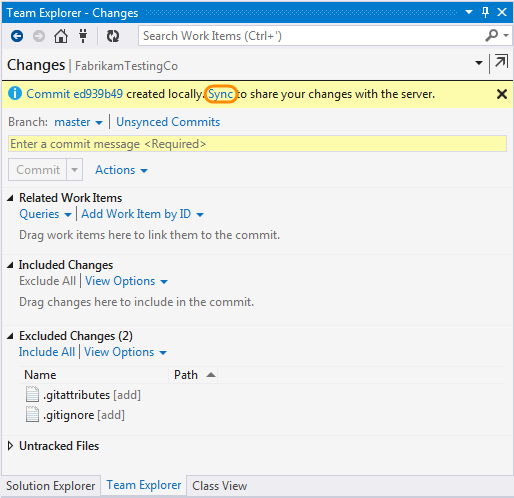 Team Explorer - Changes
Search Work Items (Ctrl+')
Changes | FabrikamTestingCo
Commit ed939b49 created locally. Sync to share your changes with the server.
Branch: master | Unsynced Commits
Enter a commit message <Required>
Commit Actions
Related Work Items
Queries | Add Work Item by ID
Drag work items here to link them to the commit.
Included Changes
Exclude All | View Options
Drag changes here to include in the commit.
Excluded Changes (2)
Include All | View Options
Name Path
.gitattributes [add]
.gitignore [add]
Untracked Files
Solution Explorer Team Explorer Class View